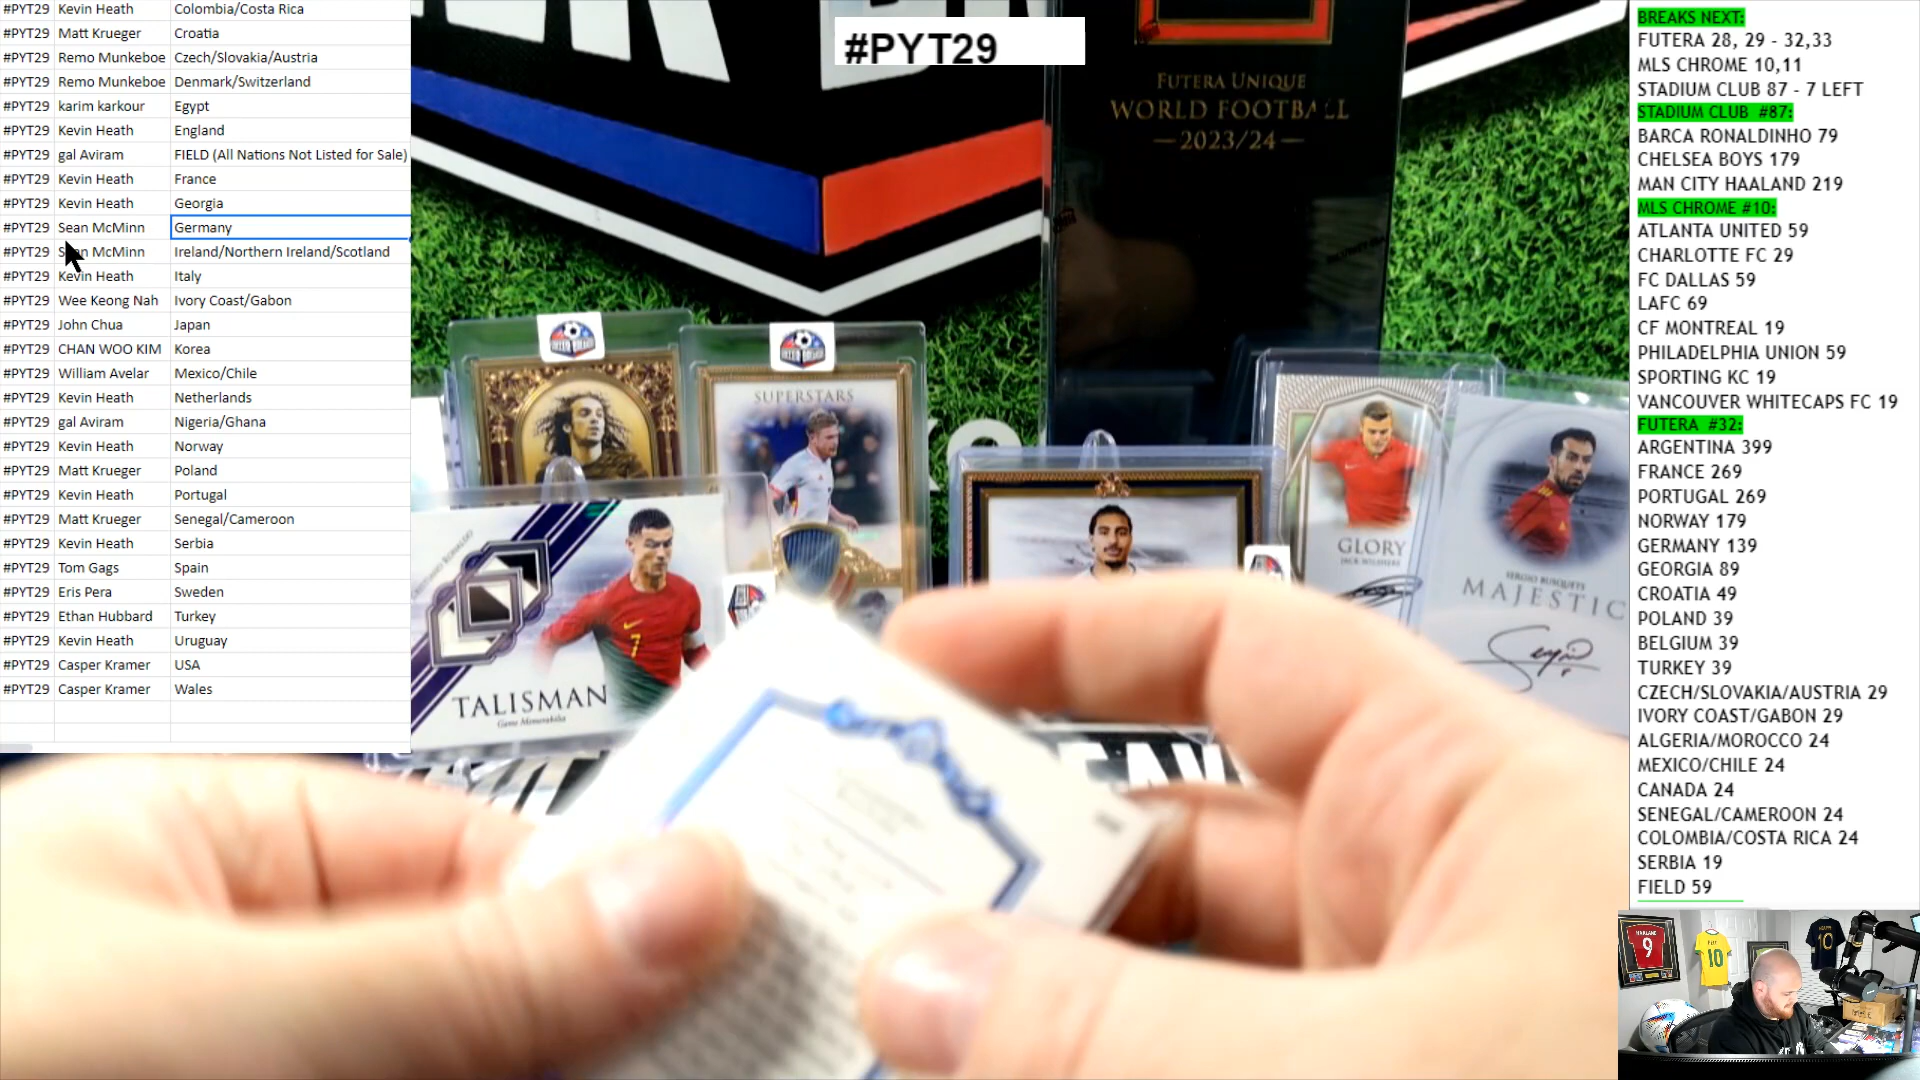 #PYT29 Kevin Heath Colombia/Costa Rica
#PYT29 Matt Krueger Croatia
#PYT29 Remo Munkeboe Czech/Slovakia/Austria
#PYT29 Remo Munkeboe Denmark/Switzerland
#PYT29 karim karkour Egypt
#PYT29 Kevin Heath England
#PYT29 gal Aviram FIELD (All Nations Not Listed for Sale)
#PYT29 Kevin Heath France
#PYT29 Kevin Heath Georgia
#PYT29 Sean McMinn Germany
#PYT29 Sean McMinn Ireland/Northern Ireland/Scotland
#PYT29 Kevin Heath Italy
#PYT29 Wee Keong Nah Ivory Coast/Gabon
#PYT29 John Chua Japan
#PYT29 CHAN WOO KIM Korea
#PYT29 William Avelar Mexico/Chile
#PYT29 Kevin Heath Netherlands
#PYT29 gal Aviram Nigeria/Ghana
#PYT29 Kevin Heath Norway
#PYT29 Matt Krueger Poland
#PYT29 Kevin Heath Portugal
#PYT29 Matt Krueger Senegal/Cameroon
#PYT29 Kevin Heath Serbia
#PYT29 Tom Gags Spain
#PYT29 Eris Pera Sweden
#PYT29 Ethan Hubbard Turkey
#PYT29 Kevin Heath Uruguay
#PYT29 Casper Kramer USA
#PYT29 Casper Kramer Wales
#PYT29
FUTERA UNIQUE
WORLD FOOTBALL
—2023/24—
SUPERSTARS
TALISMAN
Game Memorabilia
7
GLORY
JACK WILSHERE
SERGIO BUSQUETS
MAJESTIC
BREAKS NEXT:
FUTERA 28, 29 - 32,33
MLS CHROME 10,11
STADIUM CLUB 87 - 7 LEFT
STADIUM CLUB #87:
BARCA RONALDINHO 79
CHELSEA BOYS 179
MAN CITY HAALAND 219
MLS CHROME #10:
ATLANTA UNITED 59
CHARLOTTE FC 29
FC DALLAS 59
LAFC 69
CF MONTREAL 19
PHILADELPHIA UNION 59
SPORTING KC 19
VANCOUVER WHITECAPS FC 19
FUTERA #32:
ARGENTINA 399
FRANCE 269
PORTUGAL 269
NORWAY 179
GERMANY 139
GEORGIA 89
CROATIA 49
POLAND 39
BELGIUM 39
TURKEY 39
CZECH/SLOVAKIA/AUSTRIA 29
IVORY COAST/GABON 29
ALGERIA/MOROCCO 24
MEXICO/CHILE 24
CANADA 24
SENEGAL/CAMEROON 24
COLOMBIA/COSTA RICA 24
SERBIA 19
FIELD 59
HAALAND
9
10
10